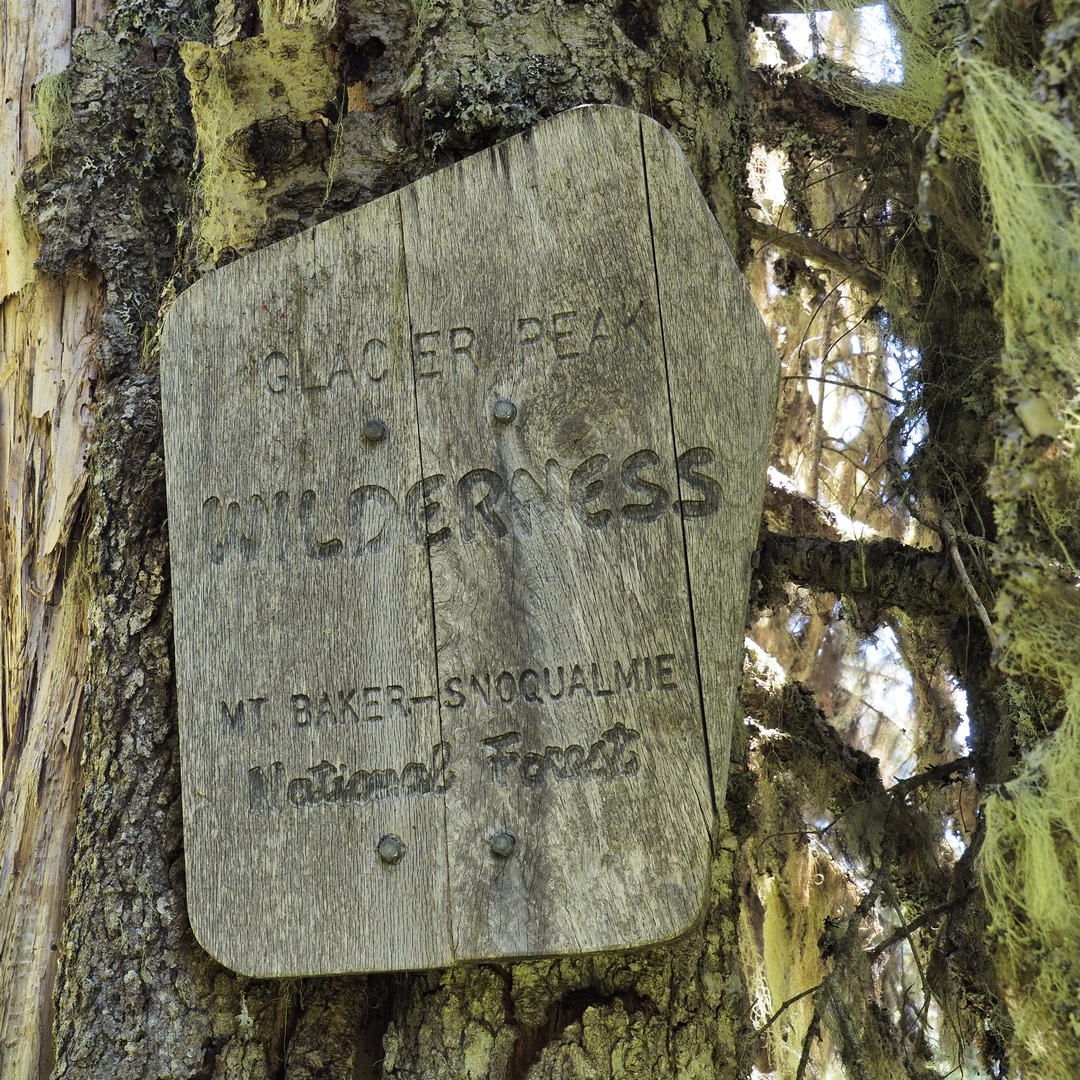 GLACIER PEAK
WILDERNESS
MT. BAKER-SNOQUALMIE
National Forest